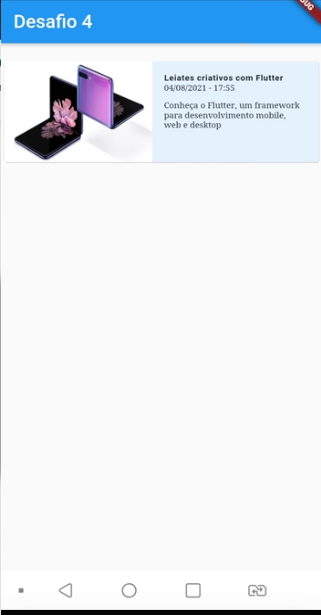 Desafio 4
Leiates criativos com Flutter
04/08/2021 - 17:55
Conheça o Flutter, um framework
para desenvolvimento mobile,
web e desktop